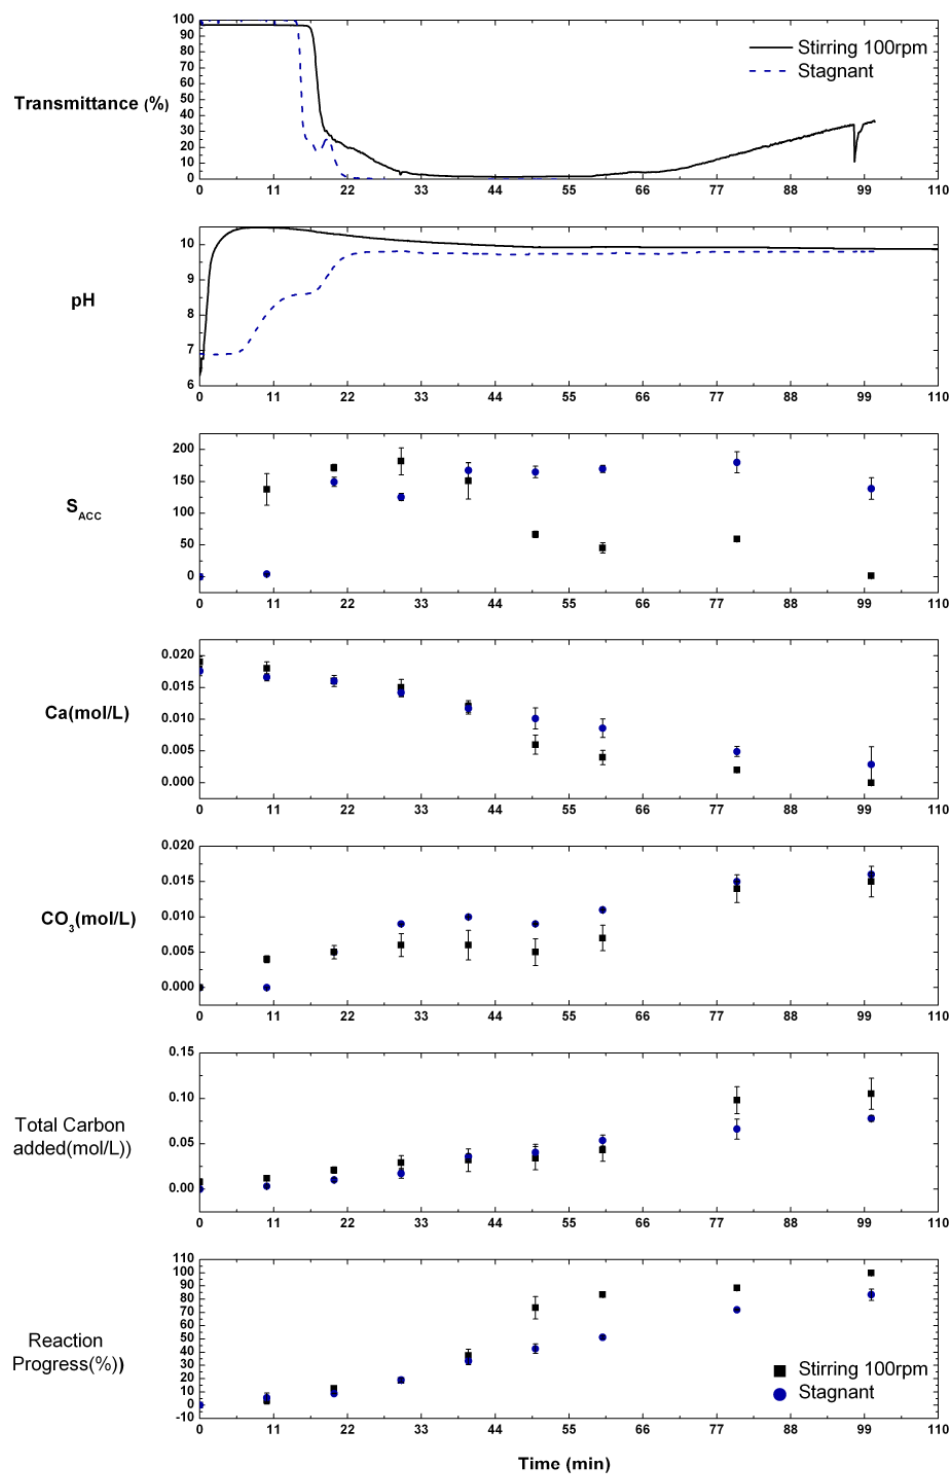 100
90
80
70
60
50
40
30
20
10
0
Transmittance (%)
Stirring 100rpm
Stagnant
0 11 22 33 44 55 66 77 88 99 110
10
9
8
7
6
pH
0 11 22 33 44 55 66 77 88 99 110
200
150
100
50
0
S_ACC
0 11 22 33 44 55 66 77 88 99 110
0.020
0.015
0.010
0.005
0.000
Ca(mol/L)
0 11 22 33 44 55 66 77 88 99 110
0.020
0.015
0.010
0.005
0.000
CO₃(mol/L)
0 11 22 33 44 55 66 77 88 99 110
0.15
0.10
0.05
0.00
Total Carbon
added(mol/L))
0 11 22 33 44 55 66 77 88 99 110
110
100
90
80
70
60
50
40
30
20
10
0
-10
Reaction
Progress(%))
Stirring 100rpm
Stagnant
0 11 22 33 44 55 66 77 88 99 110
Time (min)